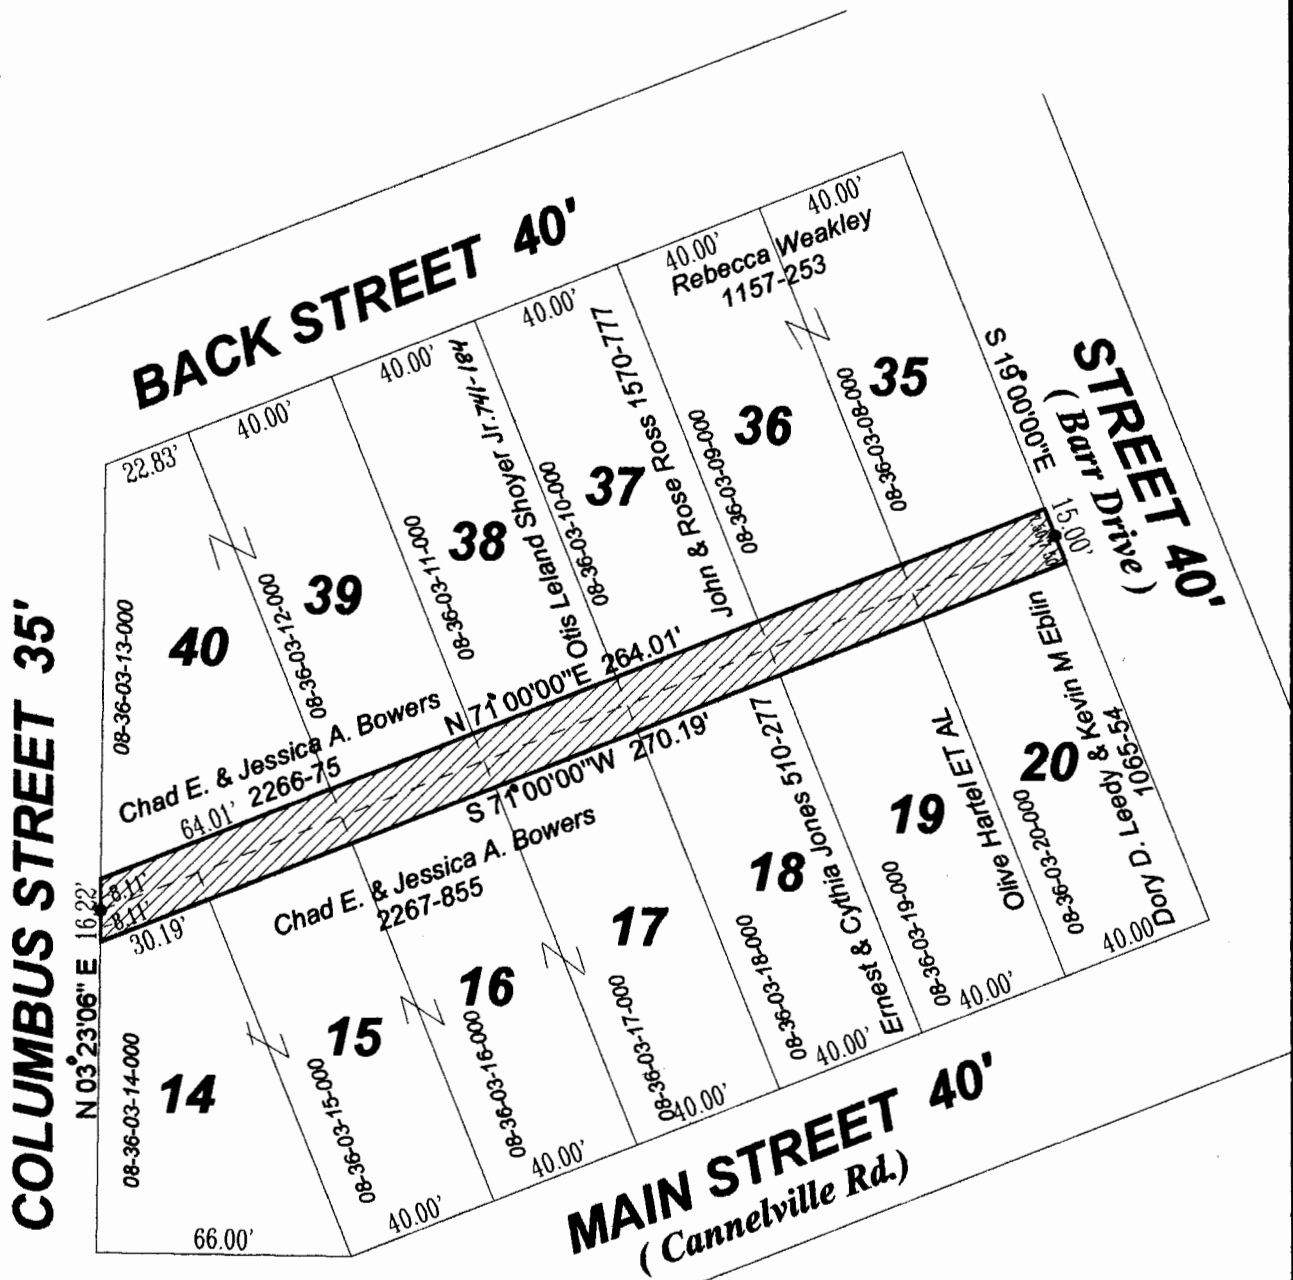 BACK STREET 40'
22.83'
40.00'
40.00'
40.00'
40.00'
40.00'
Rebecca Weakley
1157-253
STREET 40'
( Barr Drive )
S 19°00'00"E
15.00'
35
08-36-03-08-000
36
08-36-03-09-000
John & Rose Ross 1570-777
37
08-36-03-10-000
Otis Leland Shoyer Jr. 741-184
38
08-36-03-11-000
39
08-36-03-12-000
40
08-36-03-13-000
Chad E. & Jessica A. Bowers
2266-75
64.01'
N 71°00'00"E 264.01'
S 71°00'00"W 270.19'
COLUMBUS STREET 35'
N 03°23'06" E 16.22'
8.11'
8.11'
30.19'
Chad E. & Jessica A. Bowers
2267-855
14
08-36-03-14-000
15
08-36-03-15-000
16
08-36-03-16-000
17
08-36-03-17-000
18
08-36-03-18-000
Ernest & Cythia Jones 510-277
19
08-36-03-19-000
Olive Hartel ET AL
20
08-36-03-20-000
Dory D. Leedy & Kevin M Eblin
1065-54
66.00'
40.00'
40.00'
40.00'
40.00'
40.00'
40.00
MAIN STREET 40'
( Cannelville Rd.)